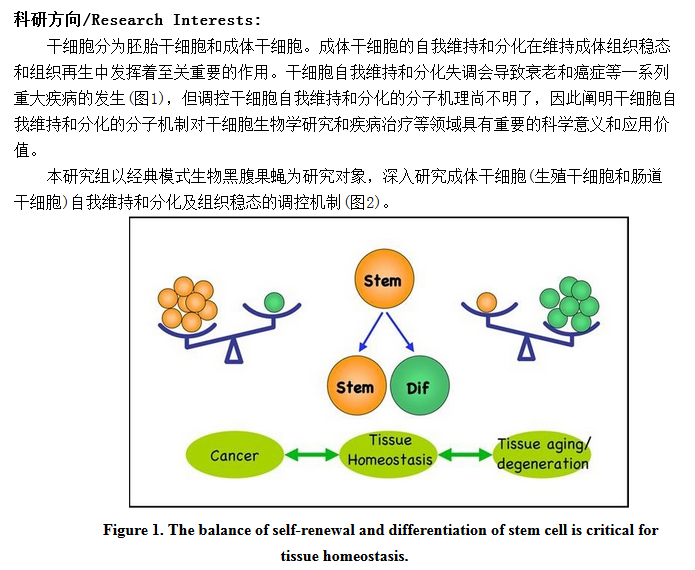 科研方向/Research Interests:
干细胞分为胚胎干细胞和成体干细胞。成体干细胞的自我维持和分化在维持成体组织稳态
和组织再生中发挥着至关重要的作用。干细胞自我维持和分化失调会导致衰老和癌症等一系列
重大疾病的发生(图1)，但调控干细胞自我维持和分化的分子机理尚不明了，因此阐明干细胞自
我维持和分化的分子机制对干细胞生物学研究和疾病治疗等领域具有重要的科学意义和应用价
值。
本研究组以经典模式生物黑腹果蝇为研究对象，深入研究成体干细胞(生殖干细胞和肠道
干细胞)自我维持和分化及组织稳态的调控机制(图2)。
Stem
Stem
Dif
Cancer
Tissue
Homeostasis
Tissue aging/
degeneration
Figure 1. The balance of self-renewal and differentiation of stem cell is critical for
tissue homeostasis.